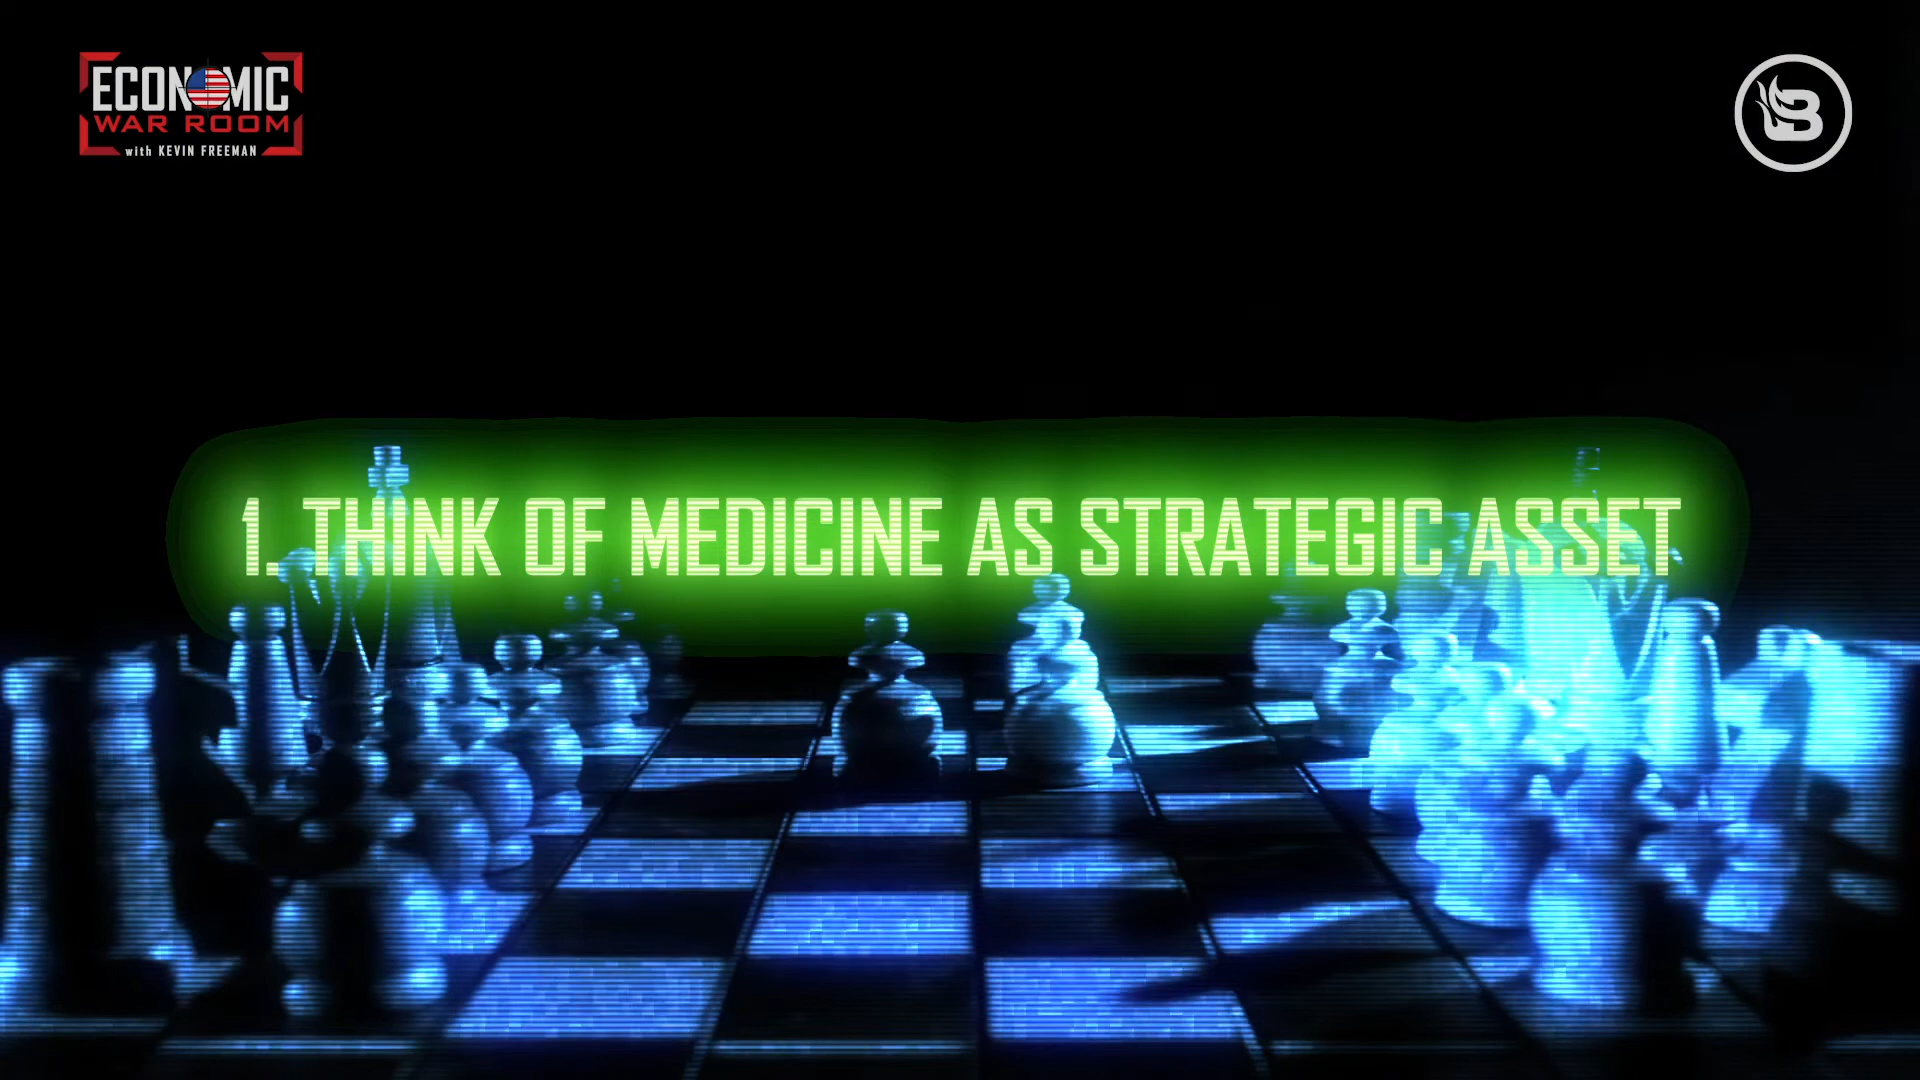 ECONOMIC
WAR ROOM
with KEVIN FREEMAN
B
1. THINK OF MEDICINE AS STRATEGIC ASSET